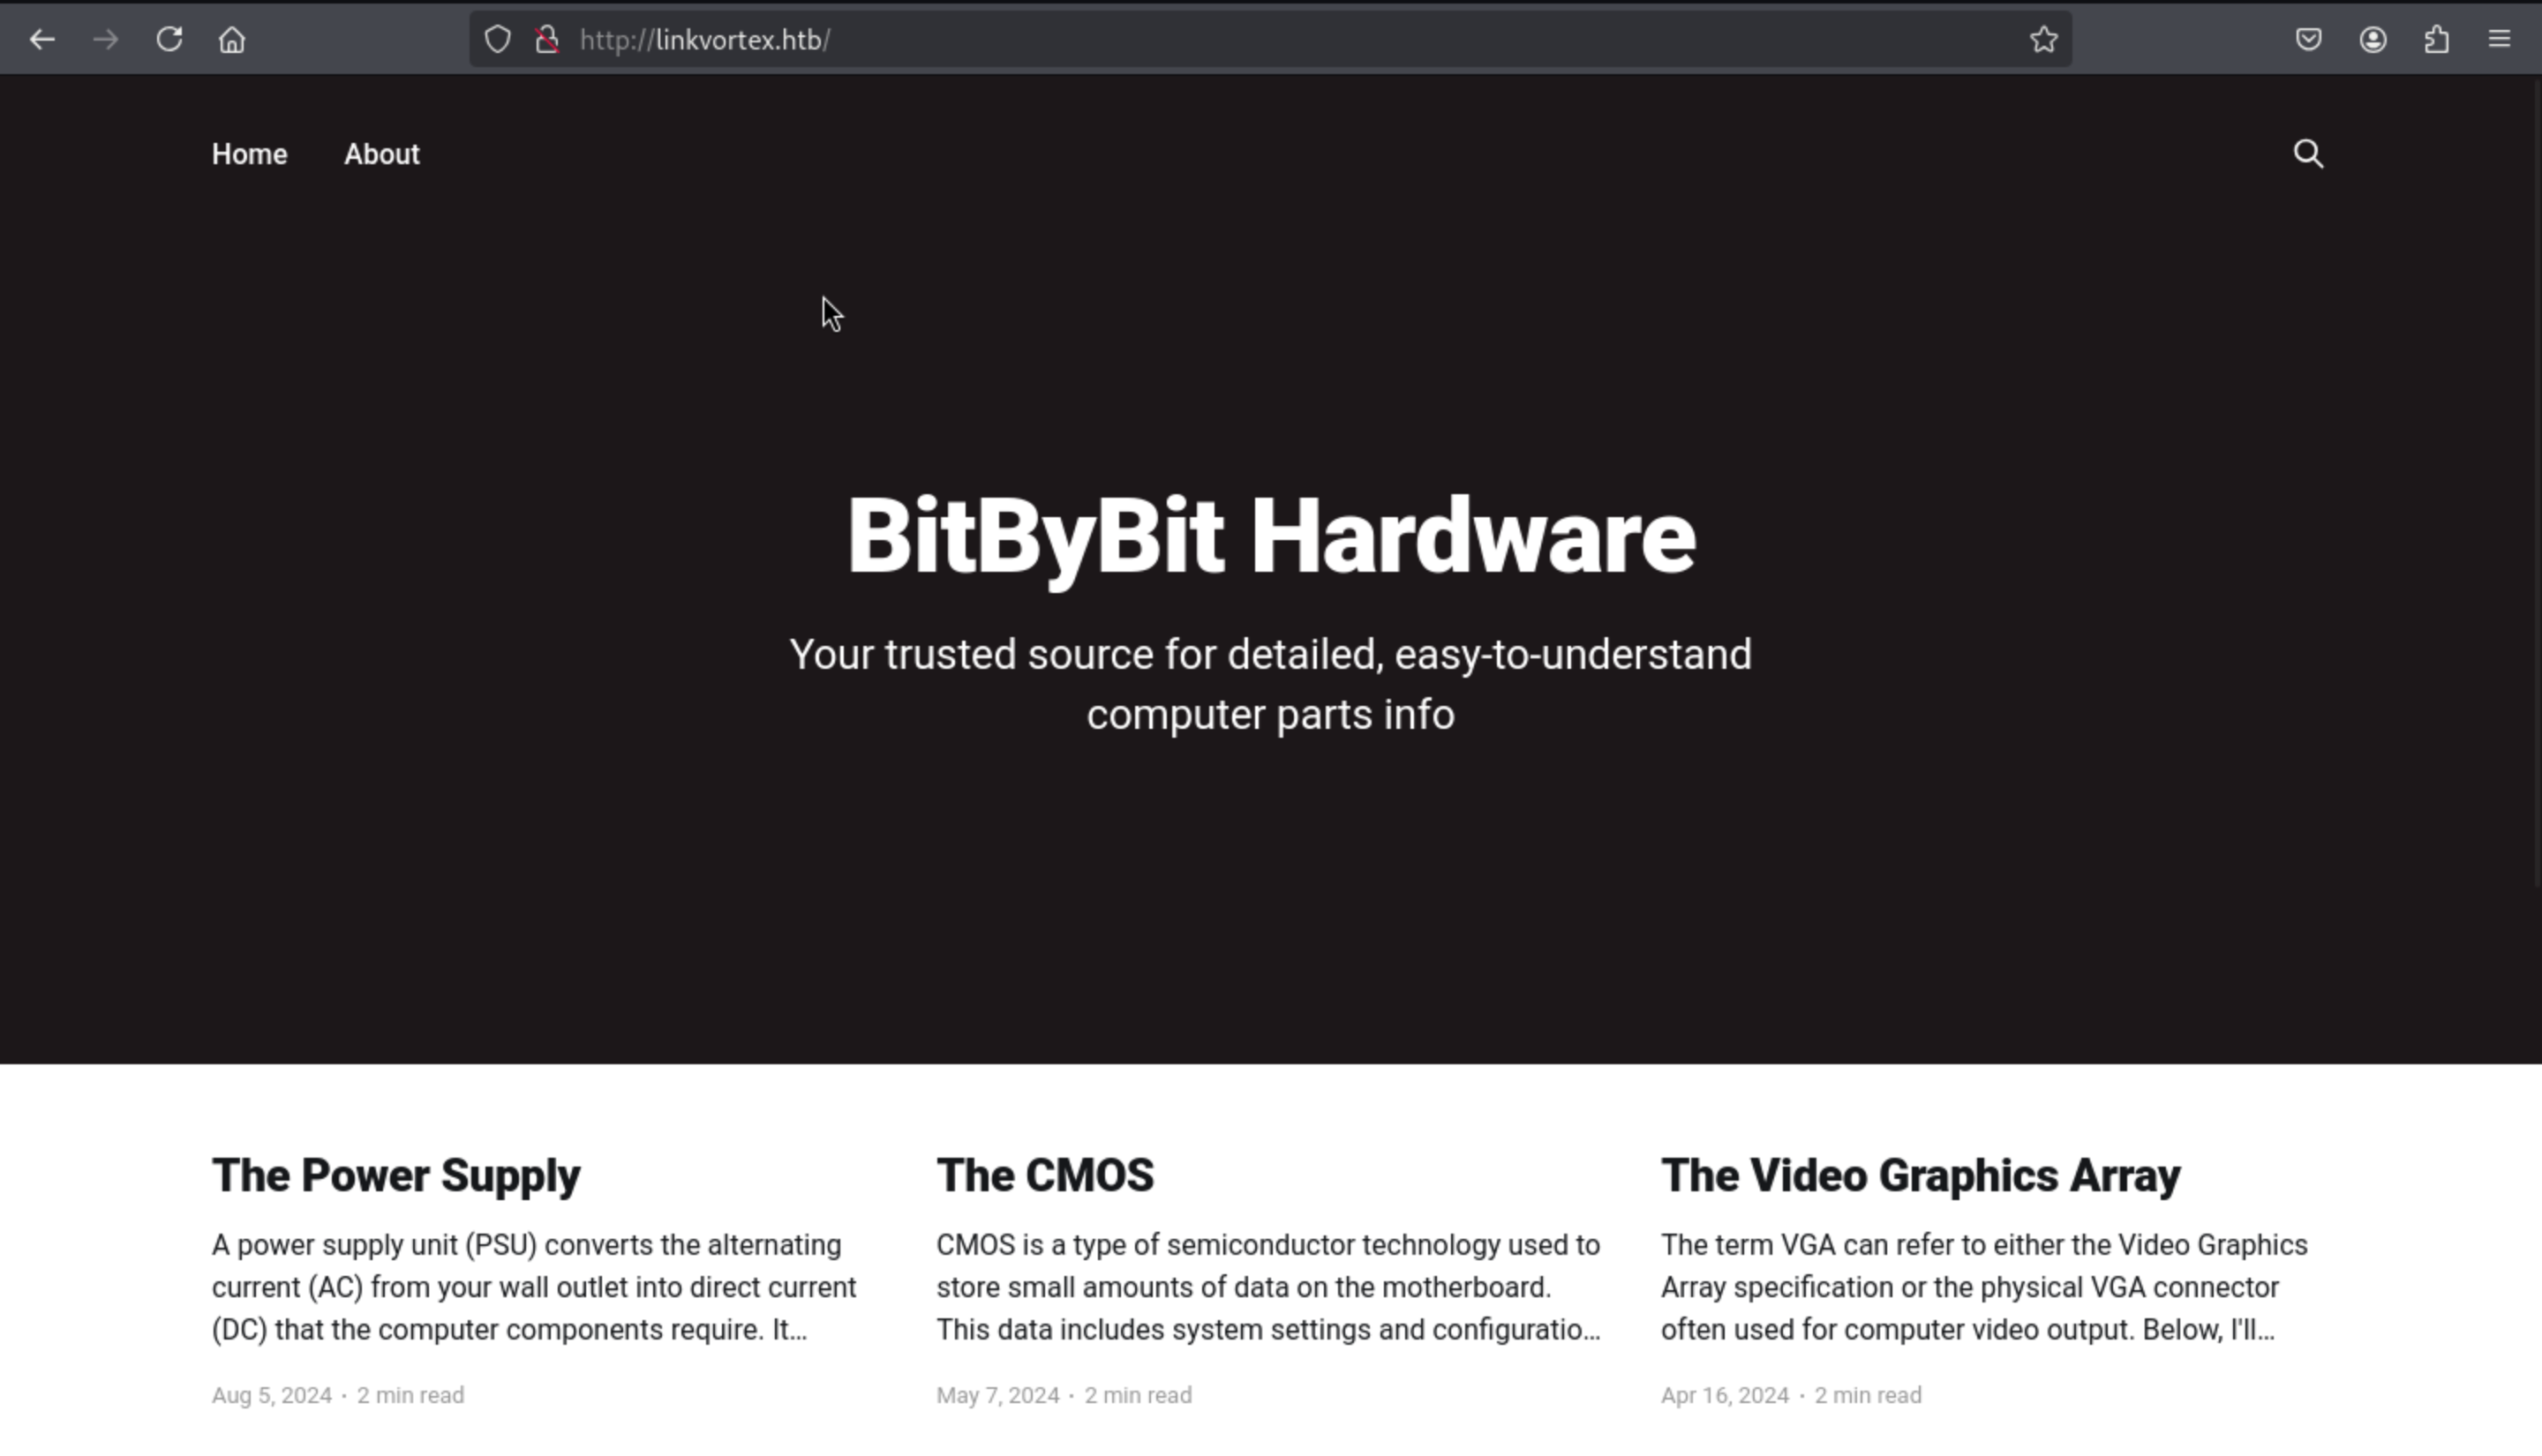 http://linkvortex.htb/
Home About
BitByBit Hardware
Your trusted source for detailed, easy-to-understand
computer parts info
The Power Supply
A power supply unit (PSU) converts the alternating
current (AC) from your wall outlet into direct current
(DC) that the computer components require. It...
Aug 5, 2024 • 2 min read
The CMOS
CMOS is a type of semiconductor technology used to
store small amounts of data on the motherboard.
This data includes system settings and configuratio...
May 7, 2024 • 2 min read
The Video Graphics Array
The term VGA can refer to either the Video Graphics
Array specification or the physical VGA connector
often used for computer video output. Below, I'll...
Apr 16, 2024 • 2 min read